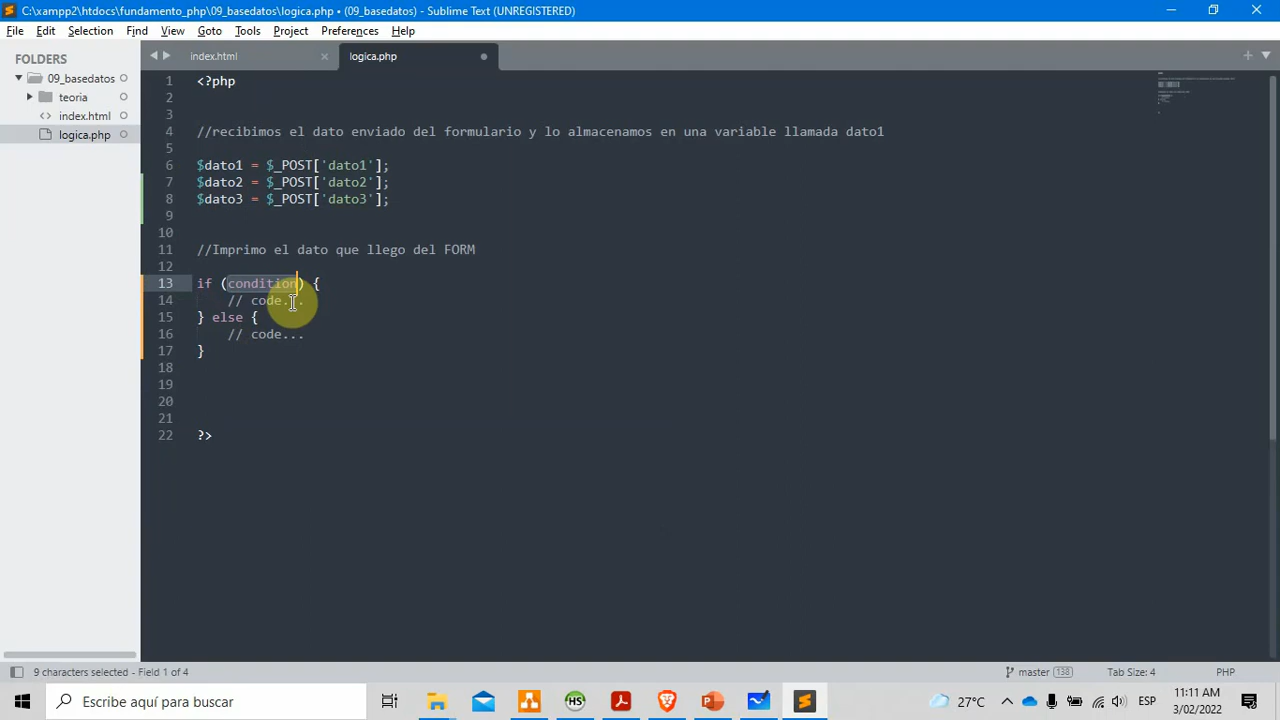 C:\xampp2\htdocs\fundamento_php\09_basedatos\logica.php • (09_basedatos) - Sublime Text (UNREGISTERED)
File Edit Selection Find View Goto Tools Project Preferences Help
FOLDERS
09_basedatos
teoria
index.html
logica.php
index.html
logica.php
1 <?php
2
3
4 //recibimos el dato enviado del formulario y lo almacenamos en una variable llamada dato1
5
6 $dato1 = $_POST['dato1'];
7 $dato2 = $_POST['dato2'];
8 $dato3 = $_POST['dato3'];
9
10
11 //Imprimo el dato que llego del FORM
12
13 if (condition) {
14 // code...
15 } else {
16 // code...
17 }
18
19
20
21
22 ?>
9 characters selected - Field 1 of 4
master 138
Tab Size: 4
PHP
Escribe aquí para buscar
HS
27°C
ESP
11:11 AM
3/02/2022